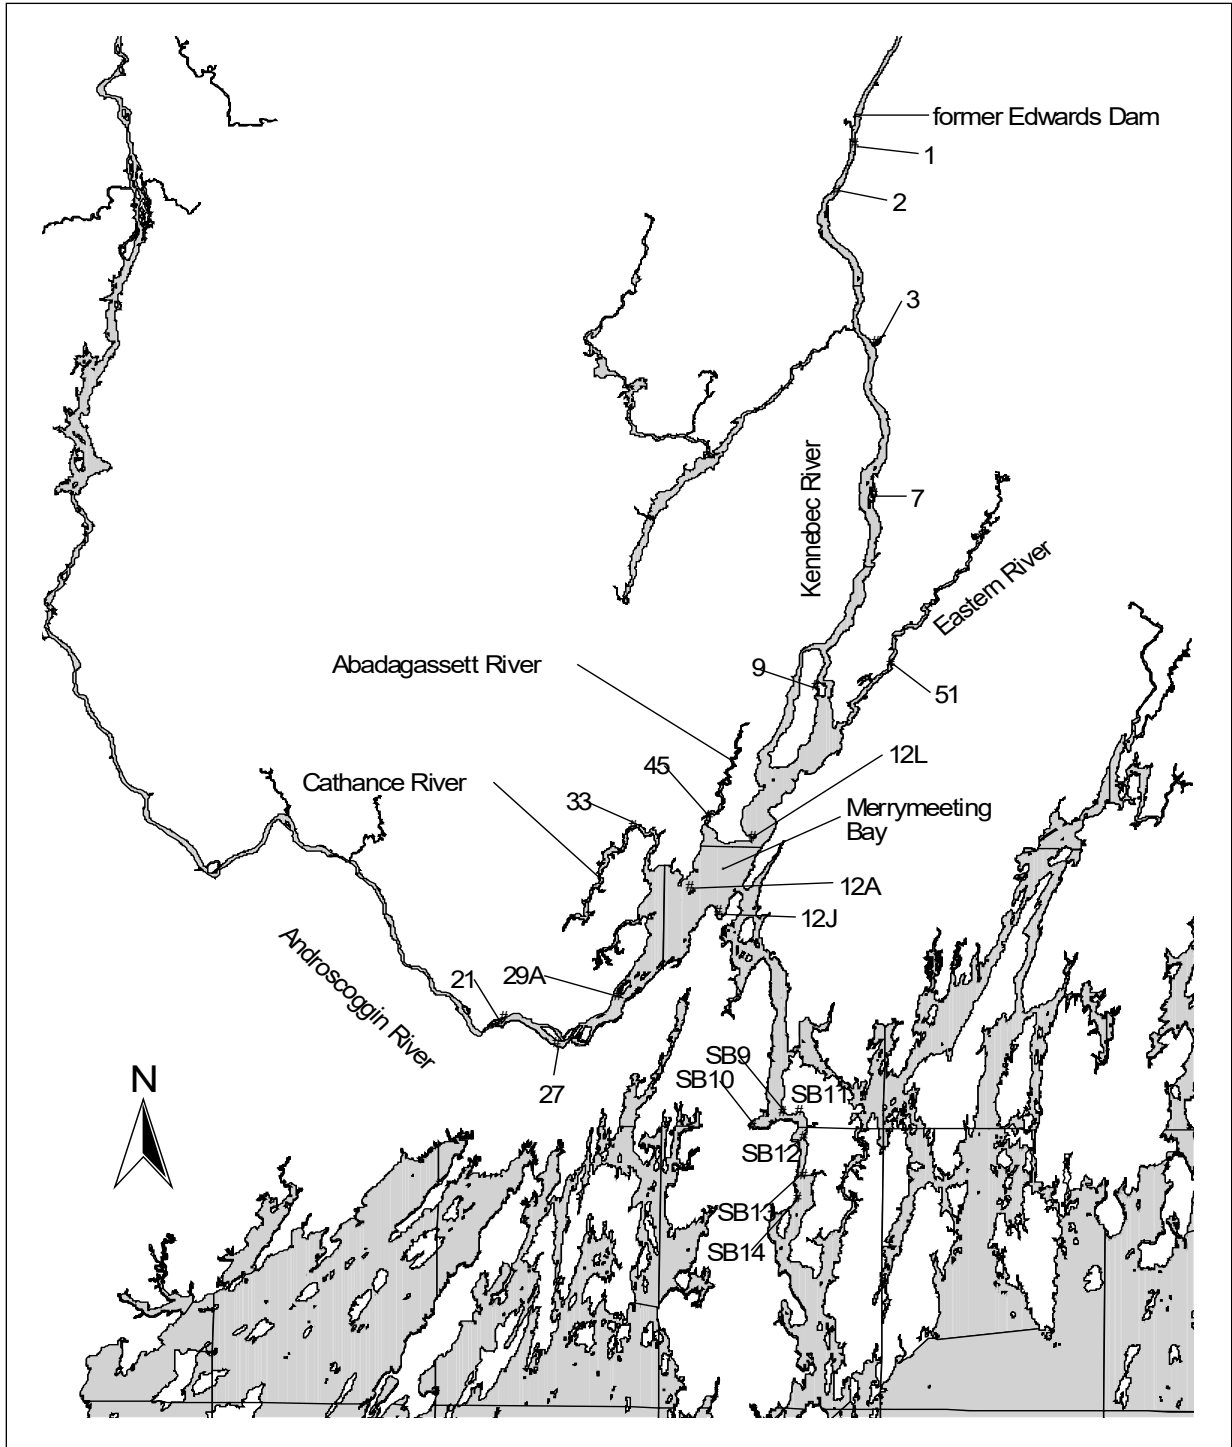 former Edwards Dam
1
2
3
Kennebec River
7
Eastern River
Abadagassett River
9
51
12L
45
Cathance River
33
Merrymeeting
Bay
12A
12J
Androscoggin River
21
29A
27
SB9
SB10
SB11
N
SB12
SB13
SB14